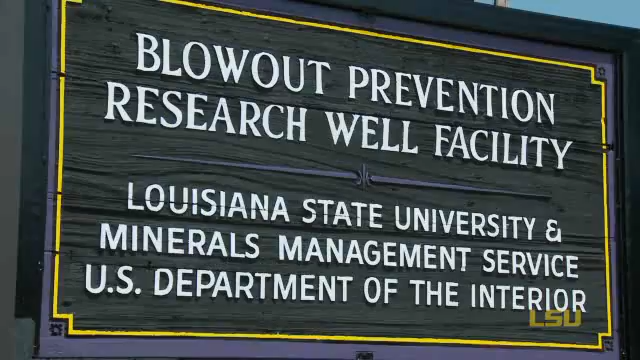 BLOWOUT PREVENTION
RESEARCH WELL FACILITY
LOUISIANA STATE UNIVERSITY &
MINERALS MANAGEMENT SERVICE
U.S. DEPARTMENT OF THE INTERIOR
LSU